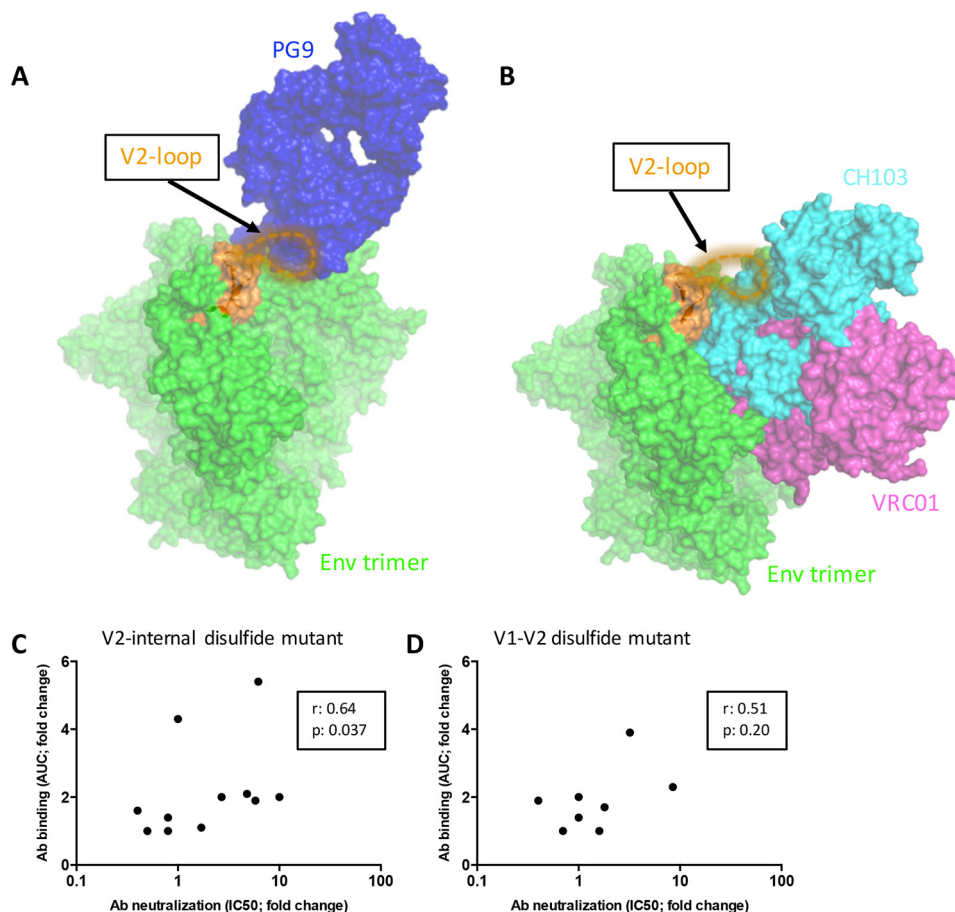 A
PG9
V2-loop
Env trimer
B
V2-loop
CH103
VRC01
Env trimer
C
V2-internal disulfide mutant
Ab binding (AUC; fold change)
6
4
2
0
r: 0.64
p: 0.037
0.1 1 10 100
Ab neutralization (IC50; fold change)
D
V1-V2 disulfide mutant
Ab binding (AUC; fold change)
6
4
2
0
r: 0.51
p: 0.20
0.1 1 10 100
Ab neutralization (IC50; fold change)